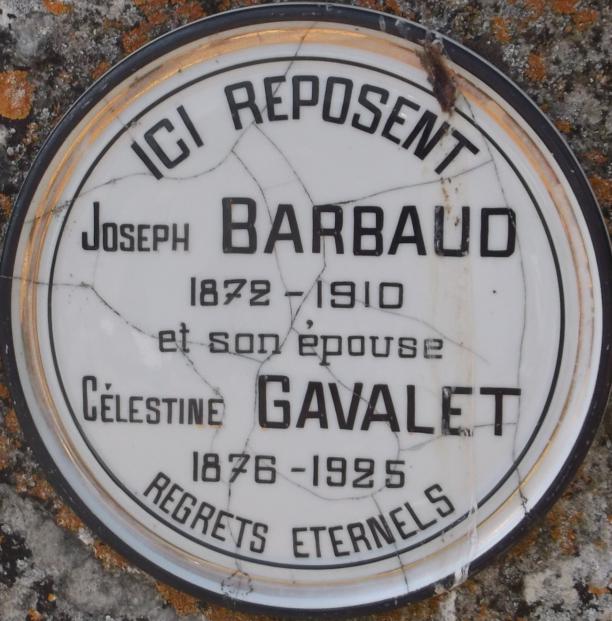 ICI REPOSENT
JOSEPH BARBAUD
1872 - 1910
et son épouse
CÉLESTINE GAVALET
1876 - 1925
REGRETS ETERNELS